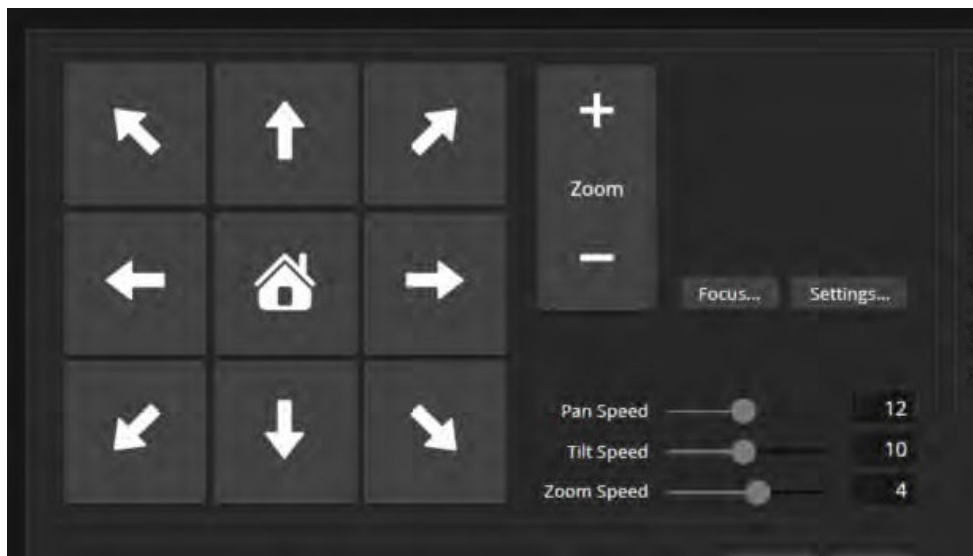 +
Zoom
−
Focus... Settings...
Pan Speed 12
Tilt Speed 10
Zoom Speed 4